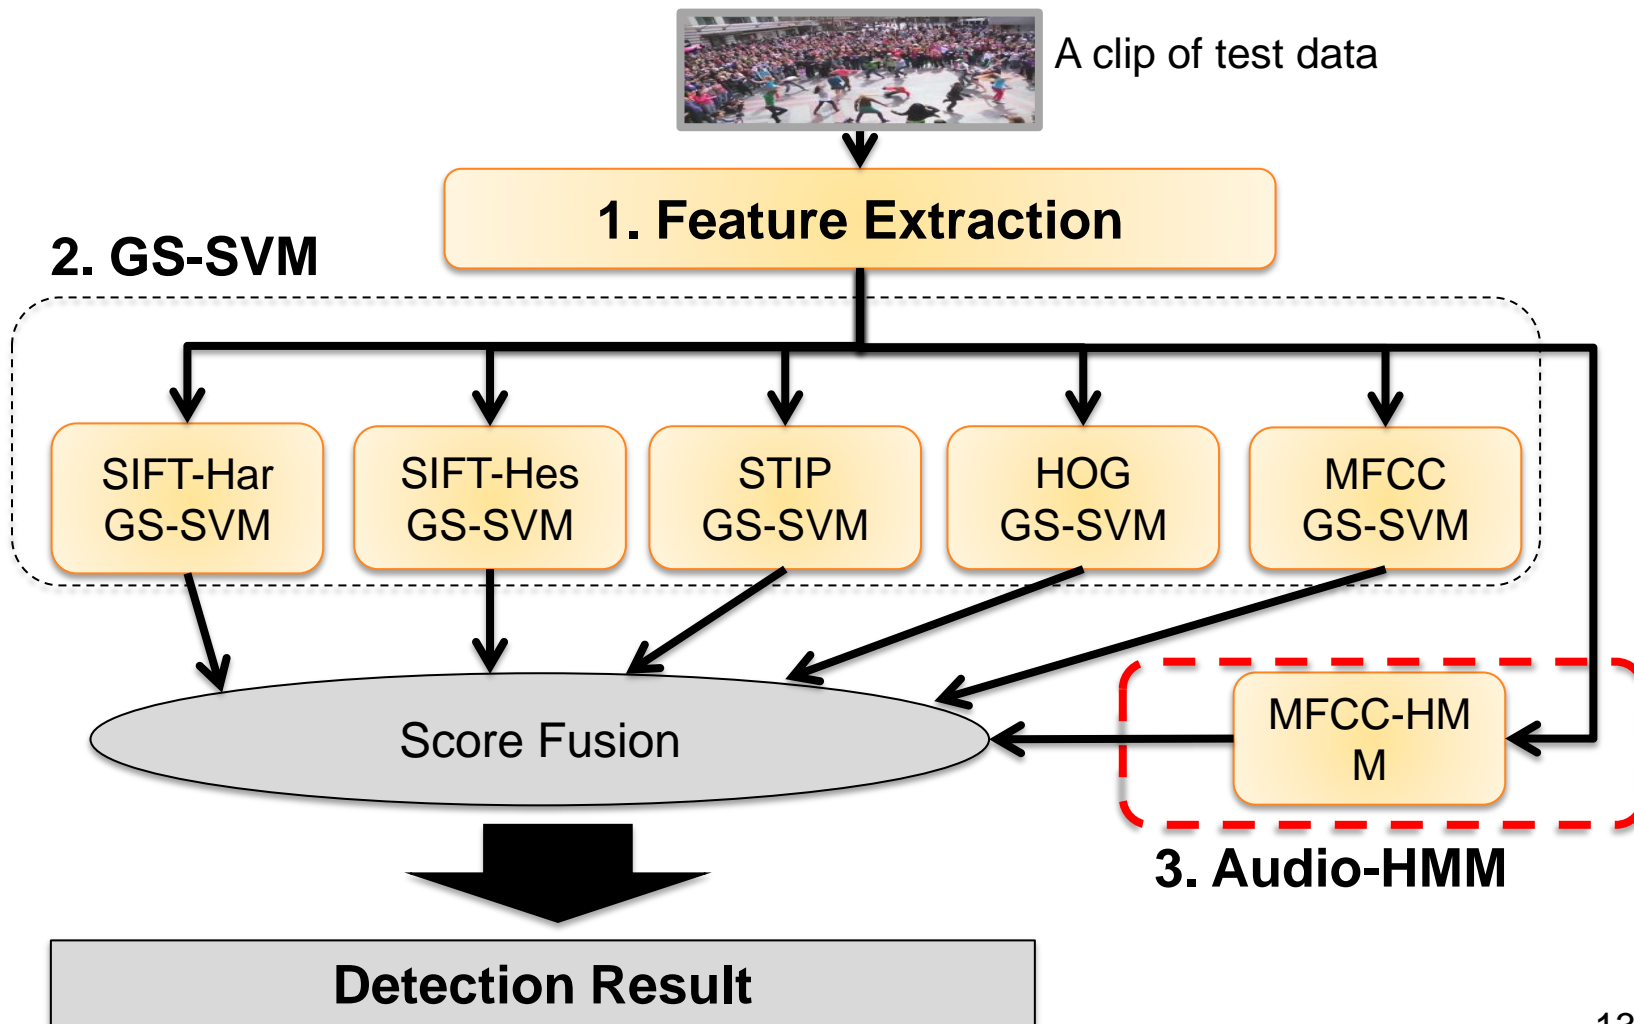 A clip of test data
1. Feature Extraction
2. GS-SVM
SIFT-Har
GS-SVM
SIFT-Hes
GS-SVM
STIP
GS-SVM
HOG
GS-SVM
MFCC
GS-SVM
Score Fusion
MFCC-HM
M
3. Audio-HMM
Detection Result